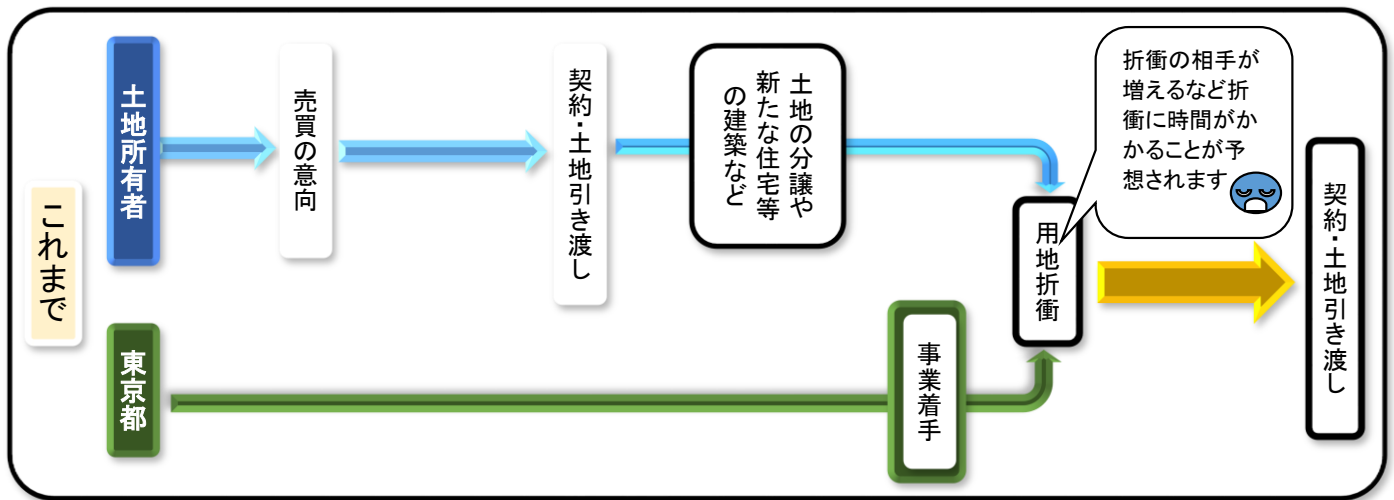 これまで
土地所有者
売買の意向
契約・土地引き渡し
土地の分譲や
新たな住宅等
の建築など
東京都
事業着手
用地折衝
折衝の相手が
増えるなど折
衝に時間がか
かることが予
想されます
契約・土地引き渡し